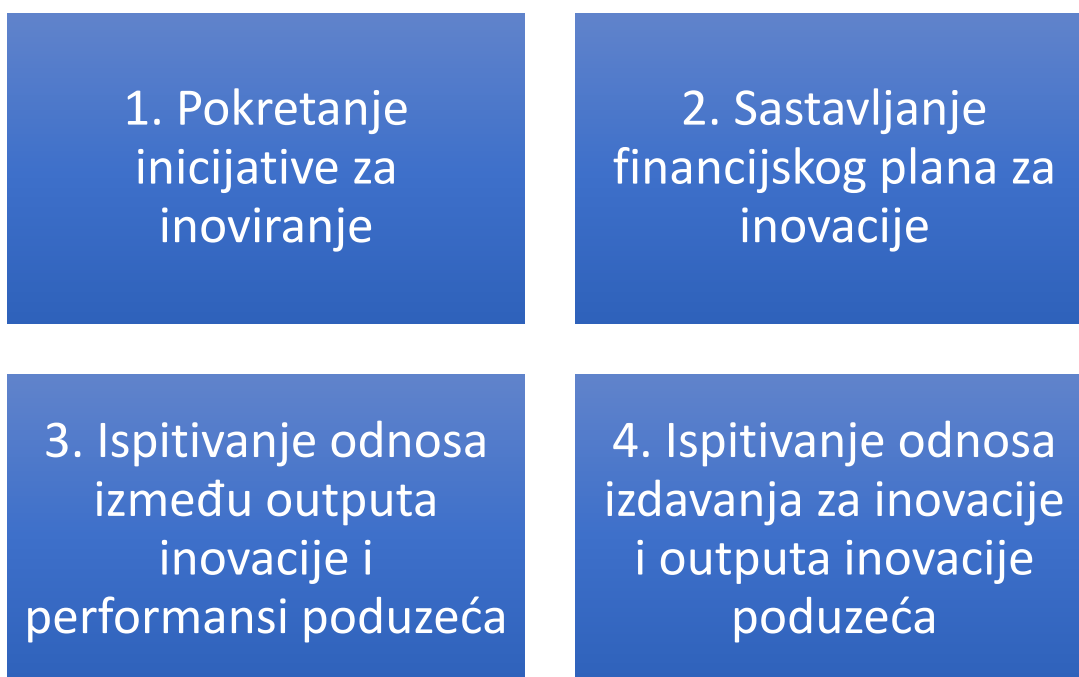 1. Pokretanje
inicijative za
inoviranje
2. Sastavljanje
financijskog plana za
inovacije
3. Ispitivanje odnosa
između outputa
inovacije i
performansi poduzeća
4. Ispitivanje odnosa
izdavanja za inovacije
i outputa inovacije
poduzeća